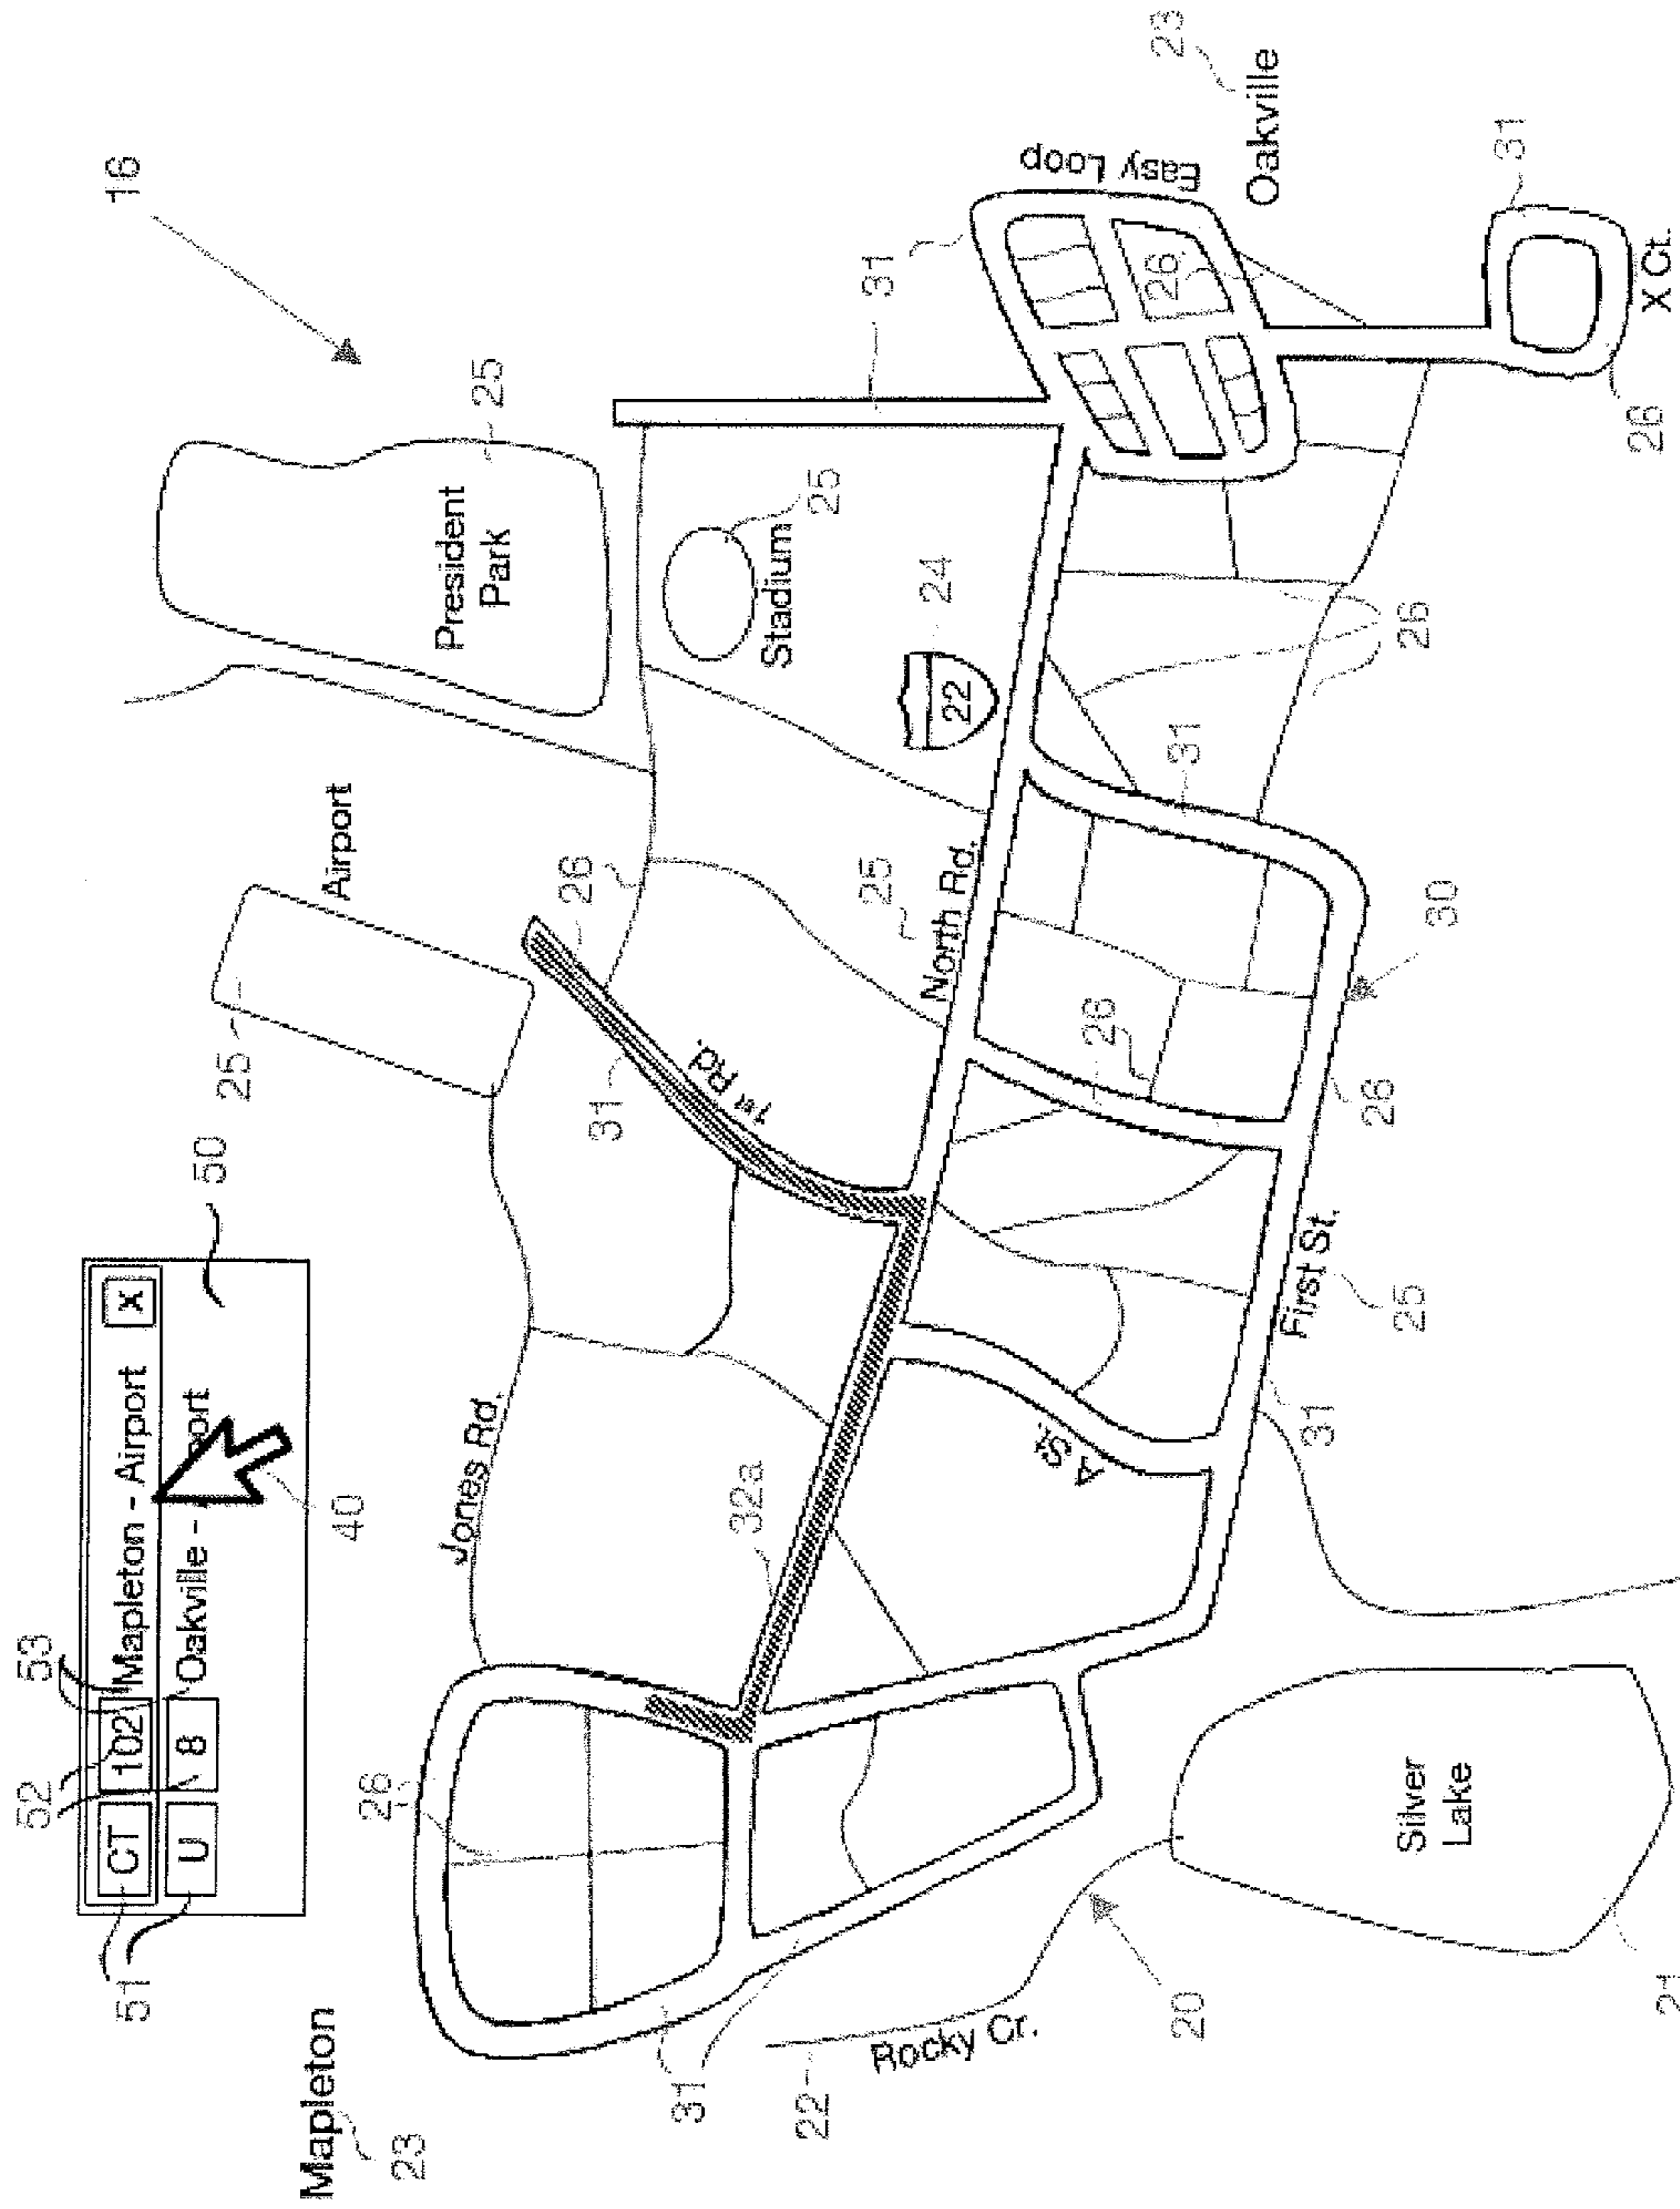 53
52
51
CT 102 Mapleton - Airport X
U 8 Oakville - port
50
40
Mapleton
23
25
Airport
16
President
Park
25
Jones Rd.
31
26
1st Rd.
Stadium
25
32a
26
25
North Rd.
22
24
31
Easy Loop
26
23
Oakville
31
31
22
Rocky Cr.
A St.
26
26
31
26
20
First St.
25
31
26
30
Silver
Lake
21
31
X Ct.
26